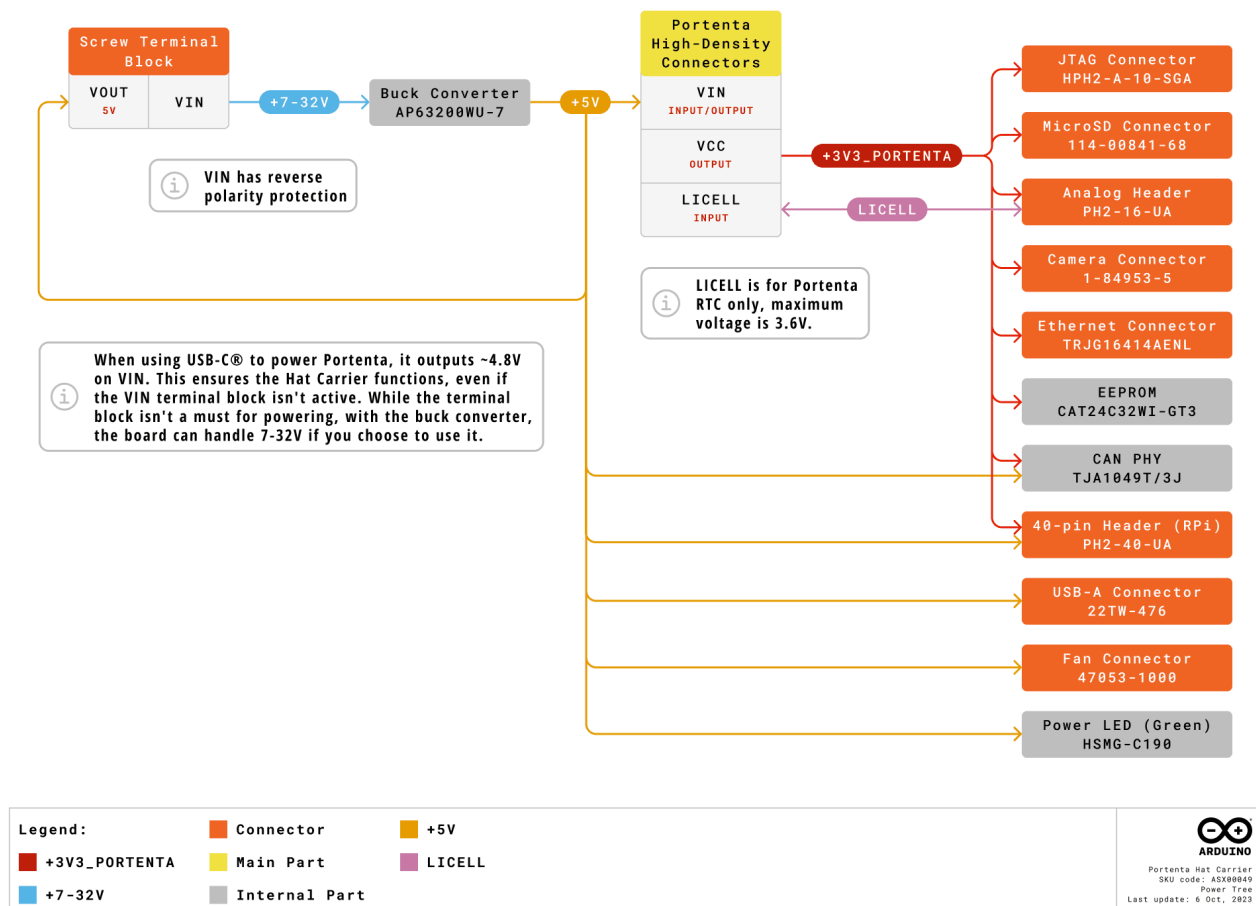 Screw Terminal
Block
VOUT
5V
VIN
+7-32V
Buck Converter
AP63200WU-7
+5V
Portenta
High-Density
Connectors
VIN
INPUT/OUTPUT
VCC
OUTPUT
LICELL
INPUT
+3V3_PORTENTA
LICELL
VIN has reverse
polarity protection
LICELL is for Portenta
RTC only, maximum
voltage is 3.6V.
When using USB-C® to power Portenta, it outputs ~4.8V
on VIN. This ensures the Hat Carrier functions, even if
the VIN terminal block isn't active. While the terminal
block isn't a must for powering, with the buck converter,
the board can handle 7-32V if you choose to use it.
JTAG Connector
HPH2-A-10-SGA
MicroSD Connector
114-00841-68
Analog Header
PH2-16-UA
Camera Connector
1-84953-5
Ethernet Connector
TRJG16414AENL
EEPROM
CAT24C32WI-GT3
CAN PHY
TJA1049T/3J
40-pin Header (RPi)
PH2-40-UA
USB-A Connector
22TW-476
Fan Connector
47053-1000
Power LED (Green)
HSMG-C190
Legend:
+3V3_PORTENTA
+7-32V
Connector
Main Part
Internal Part
+5V
LICELL
ARDUINO
Portenta Hat Carrier
SKU code: ASX00049
Power Tree
Last update: 6 Oct, 2023